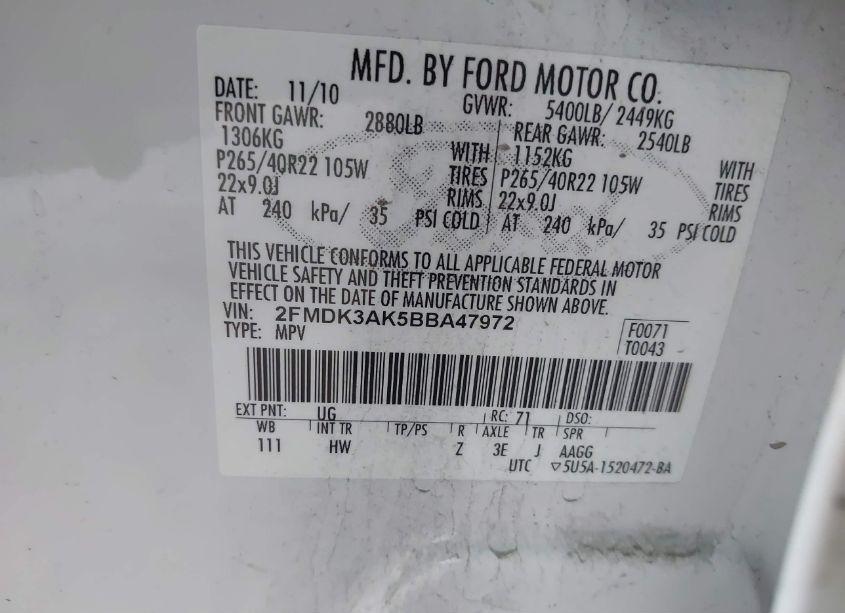 MFD. BY FORD MOTOR CO.
DATE: 11/10 GVWR: 5400LB/ 2449KG
FRONT GAWR: 2880LB REAR GAWR: 2540LB
1306KG WITH 1152KG WITH
P265/40R22 105W TIRES P265/40R22 105W TIRES
22x9.0J RIMS 22x9.0J RIMS
AT 240 kPa/ 35 PSI COLD AT 240 kPa/ 35 PSI COLD
THIS VEHICLE CONFORMS TO ALL APPLICABLE FEDERAL MOTOR
VEHICLE SAFETY AND THEFT PREVENTION STANDARDS IN
EFFECT ON THE DATE OF MANUFACTURE SHOWN ABOVE.
VIN: 2FMDK3AK5BBA47972
TYPE: MPV
F0071
T0043
EXT PNT: UG RC: 71 DSO:
WB INT TR TP/PS R AXLE TR SPR
111 HW Z 3E J AAGG
UTC ▽5U5A-1520472-BA